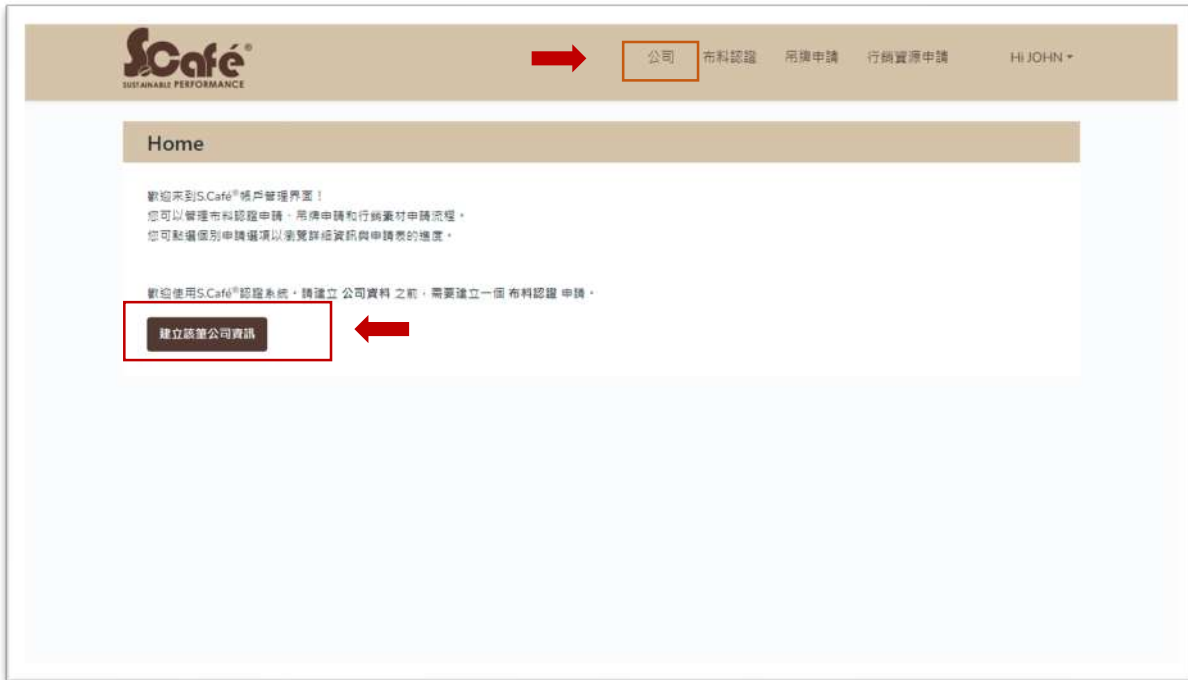 S.Café®
SUSTAINABLE PERFORMANCE
公司 布料認證 吊牌申請 行銷資源申請 Hi JOHN
Home
歡迎來到S.Café®帳戶管理界面！
您可以管理布料認證申請、吊牌申請和行銷素材申請流程。
您可點選個別申請選項以瀏覽詳細資訊與申請表的進度。
歡迎使用S.Café®認證系統。請建立 公司資料 之前，需要建立一個 布料認證 申請。
建立該筆公司資訊